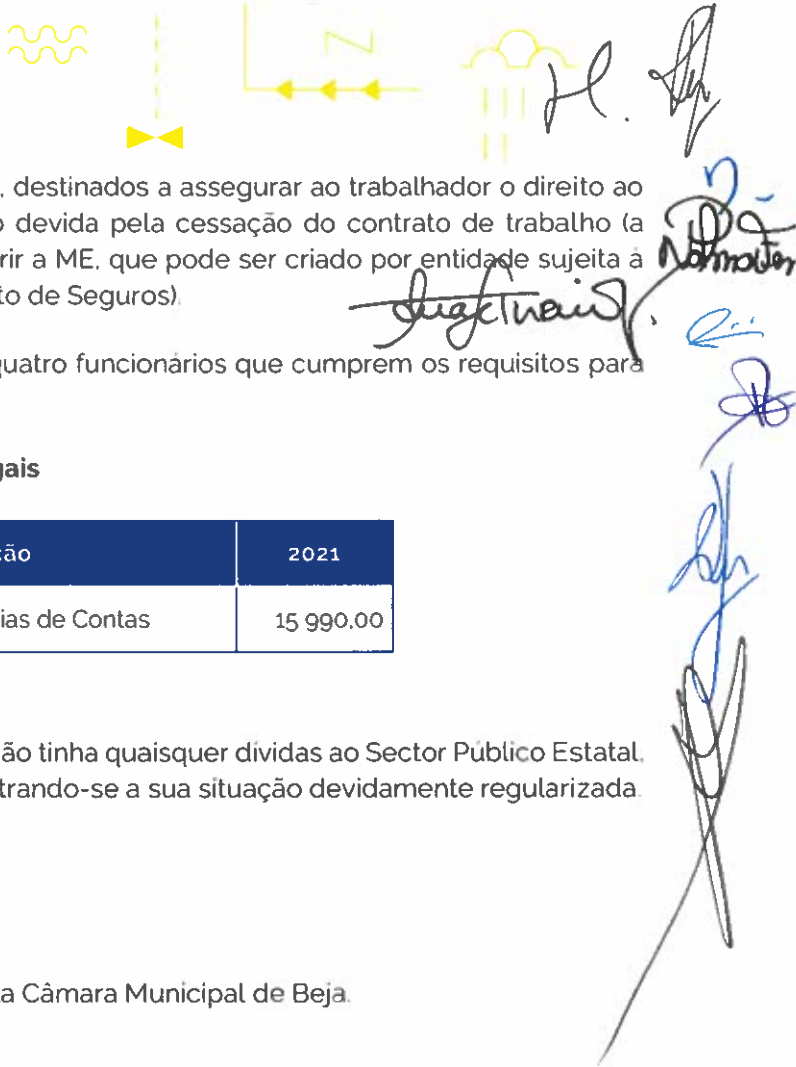 , destinados a assegurar ao trabalhador o direito ao
devida pela cessação do contrato de trabalho (a
rir a ME, que pode ser criado por entidade sujeita à
to de Seguros).
quatro funcionários que cumprem os requisitos para
gais
ção 2021
ias de Contas 15 990,00
ão tinha quaisquer dívidas ao Sector Público Estatal,
trando-se a sua situação devidamente regularizada.
a Câmara Municipal de Beja.